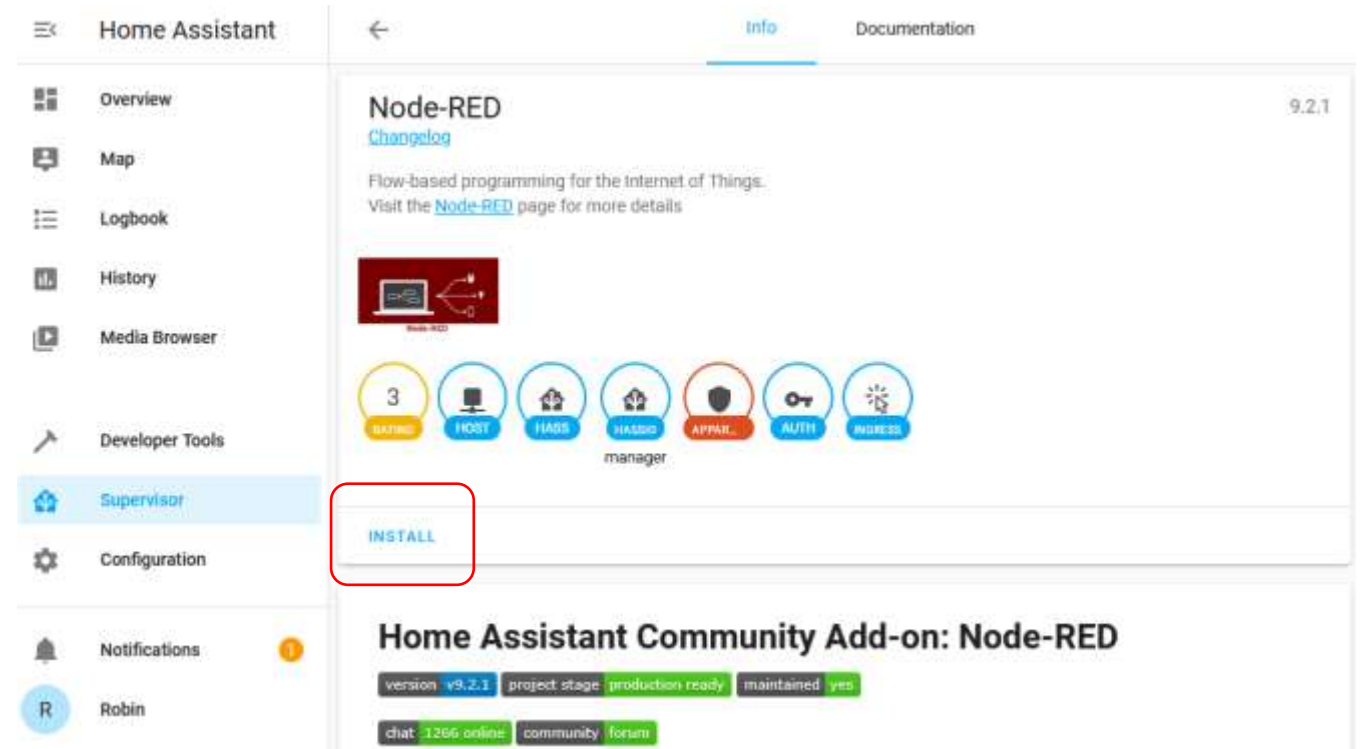 Home Assistant
Info
Documentation
Overview
Map
Logbook
History
Media Browser
Developer Tools
Supervisor
Configuration
Notifications
1
R
Robin
Node-RED
9.2.1
Changelog
Flow-based programming for the Internet of Things.
Visit the Node-RED page for more details
Node-RED
3
RATING
HOST
HASS
HASSIO
APPAR...
AUTH
INGRESS
manager
INSTALL
Home Assistant Community Add-on: Node-RED
version v9.2.1 project stage production ready maintained yes
chat 1266 online community forum